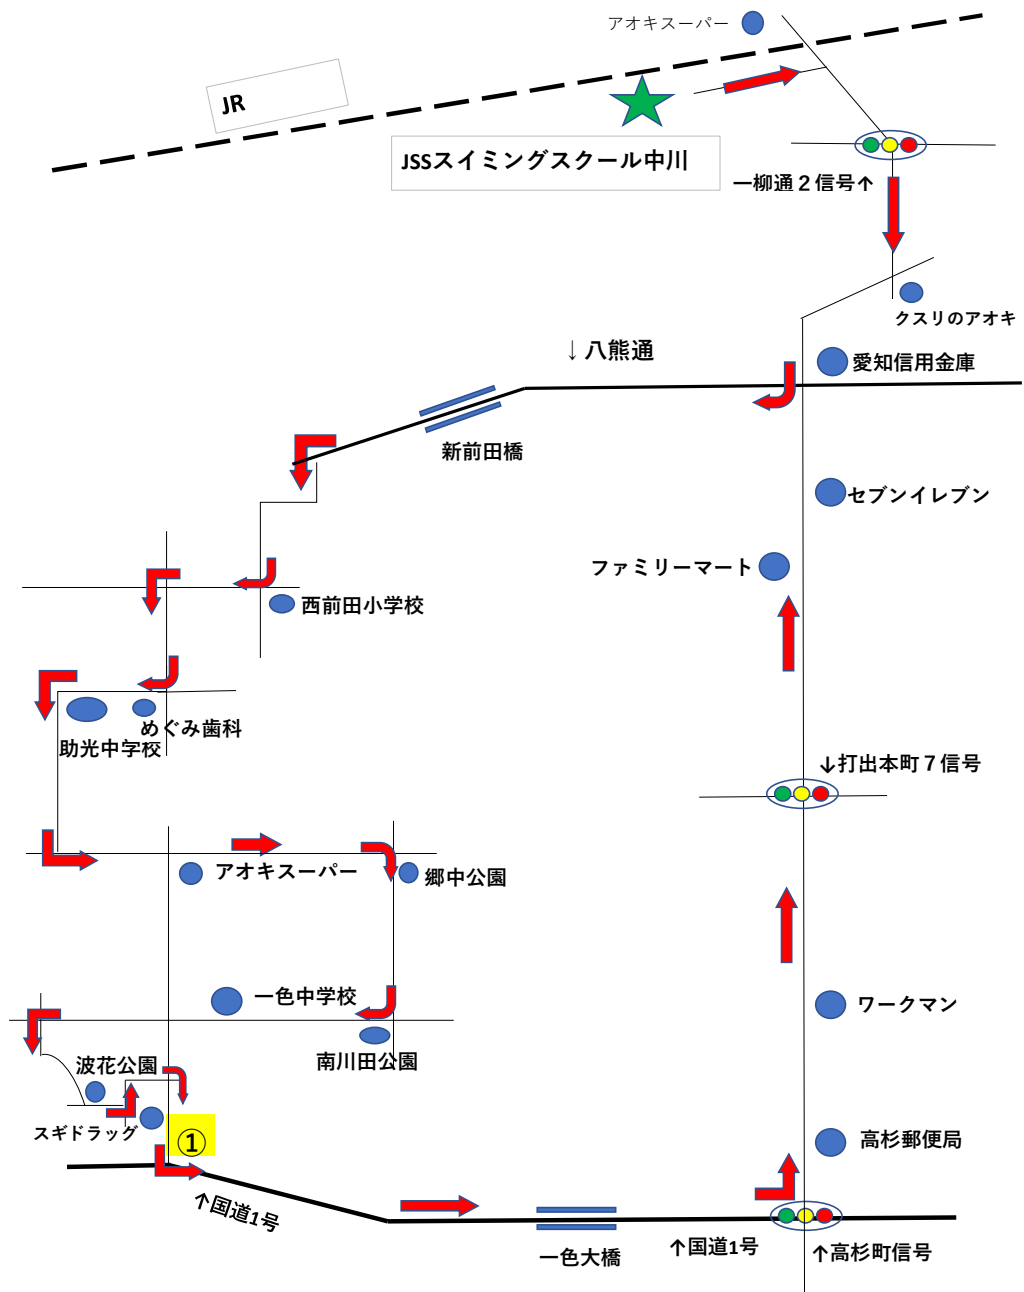 アオキスーパー
JR
JSSスイミングスクール中川
一柳通２信号↑
クスリのアオキ
↓八熊通
愛知信用金庫
新前田橋
セブンイレブン
ファミリーマート
西前田小学校
めぐみ歯科
助光中学校
↓打出本町７信号
アオキスーパー
郷中公園
一色中学校
ワークマン
南川田公園
波花公園
スギドラッグ
①
高杉郵便局
↑国道1号
一色大橋
↑国道1号
↑高杉町信号